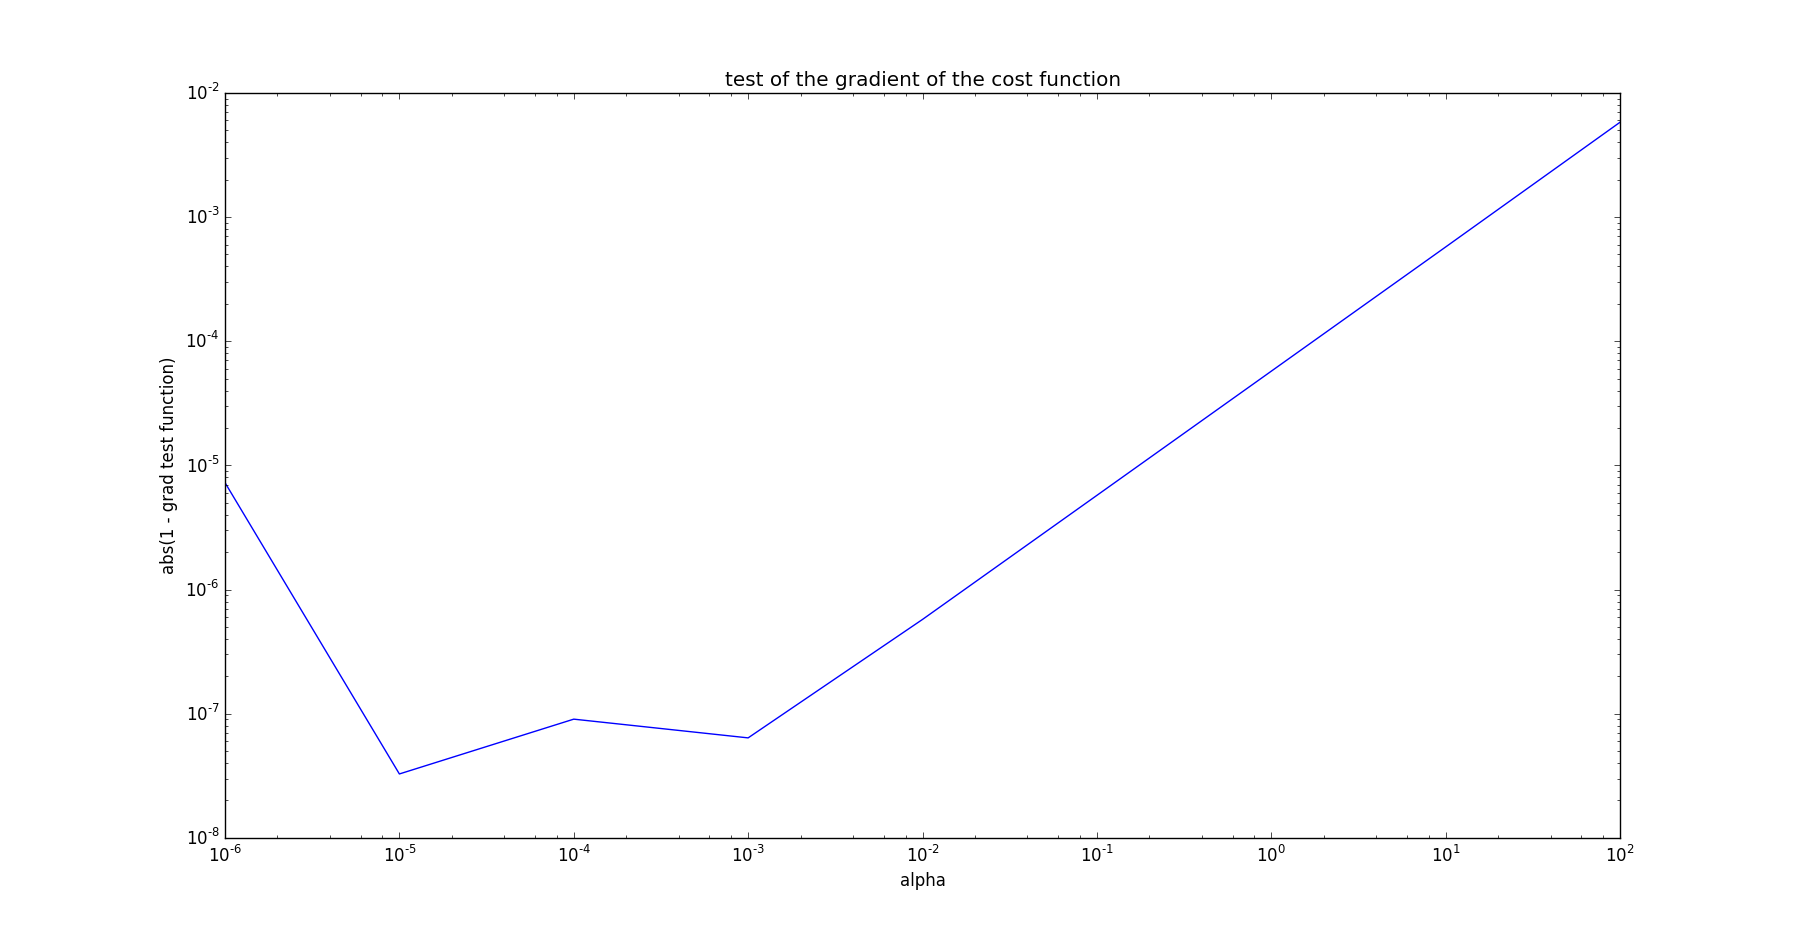 test of the gradient of the cost function
10^-2
10^-3
10^-4
10^-5
10^-6
10^-7
10^-8
abs(1 - grad test function)
10^-6 10^-5 10^-4 10^-3 10^-2 10^-1 10^0 10^1 10^2
alpha